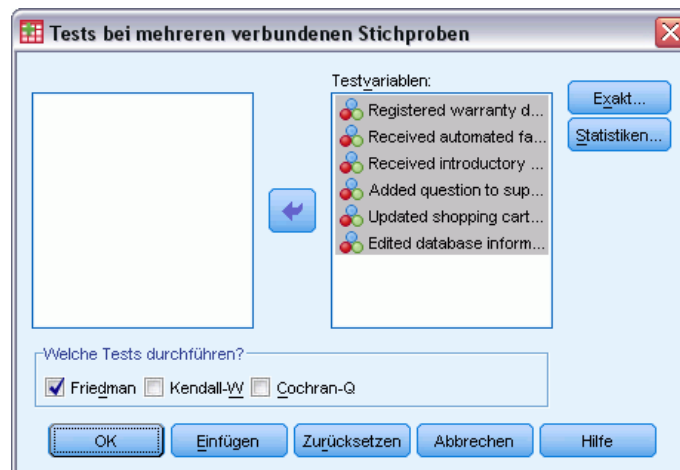 Tests bei mehreren verbundenen Stichproben
Testvariablen:
Registered warranty d...
Received automated fa...
Received introductory ...
Added question to sup...
Updated shopping cart...
Edited database inform...
Exakt...
Statistiken...
Welche Tests durchführen?
Friedman Kendall-W Cochran-Q
OK Einfügen Zurücksetzen Abbrechen Hilfe